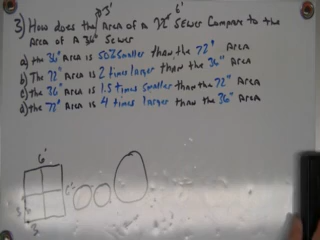 3' 6'
3) How does the Area of a 72" Sewer Compare to the
Area of A 36" Sewer
a) the 36" Area is 50% Smaller than the 72" Area
b) The 72" Area is 2 times larger than the 36" Area
c) the 36" Area is 1.5 times smaller than the 72" Area
d) the 72" Area is 4 times larger than the 36" Area
6'
6'
3
3